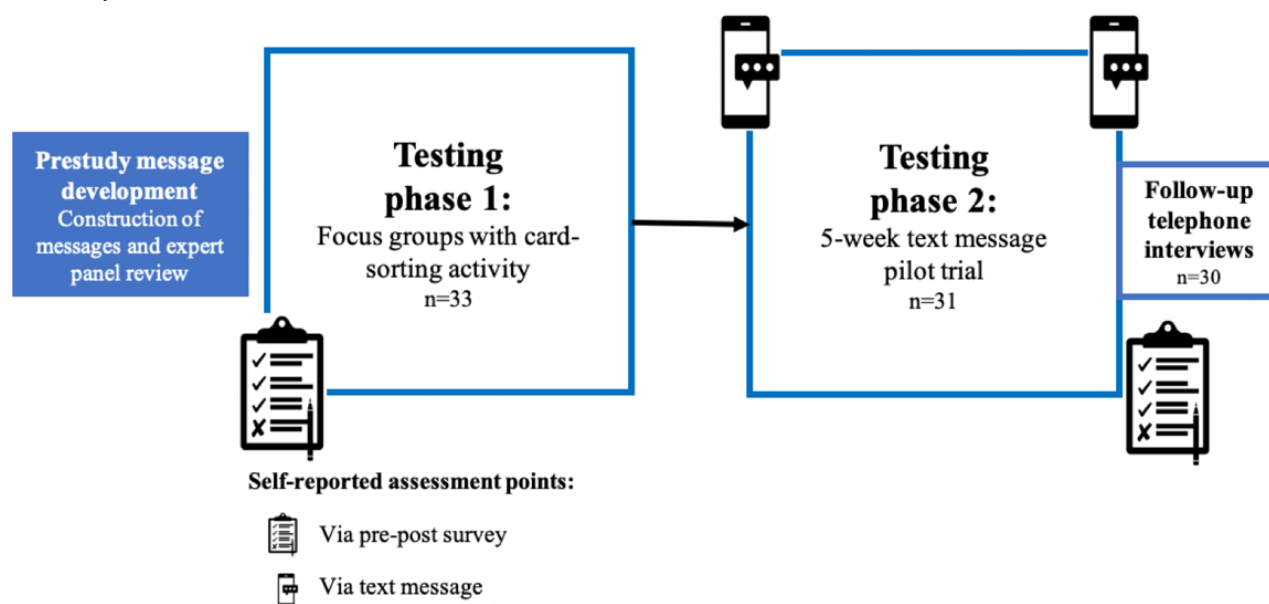 Prestudy message
development
Construction of
messages and expert
panel review
Testing
phase 1:
Focus groups with card-
sorting activity
n=33
Testing
phase 2:
5-week text message
pilot trial
n=31
Follow-up
telephone
interviews
n=30
Self-reported assessment points:
Via pre-post survey
Via text message